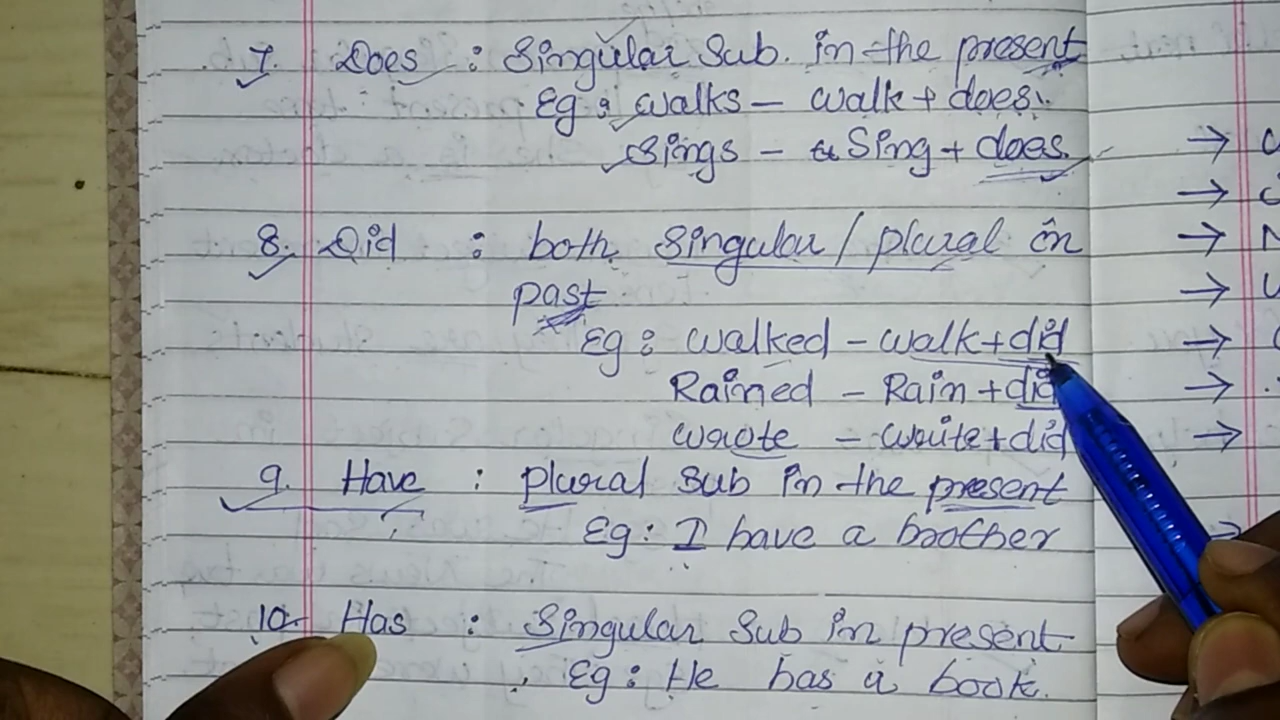 7. Does : Singular Sub. in the present
Eg : walks - walk + does.
Sings - Sing + does.
8. Did : both Singular / plural in
past
Eg : walked - walk + did
Rained - Rain + did
wrote - write + did
9. Have : plural sub in the present
Eg : I have a brother
10. Has : Singular Sub in present
Eg : He has a book.